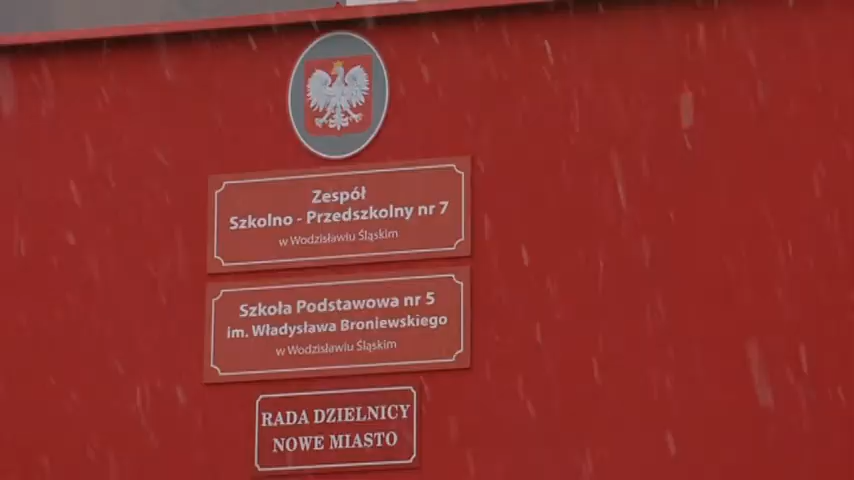 Zespół
Szkolno - Przedszkolny nr 7
w Wodzisławiu Śląskim
Szkoła Podstawowa nr 5
im. Władysława Broniewskiego
w Wodzisławiu Śląskim
RADA DZIELNICY
NOWE MIASTO